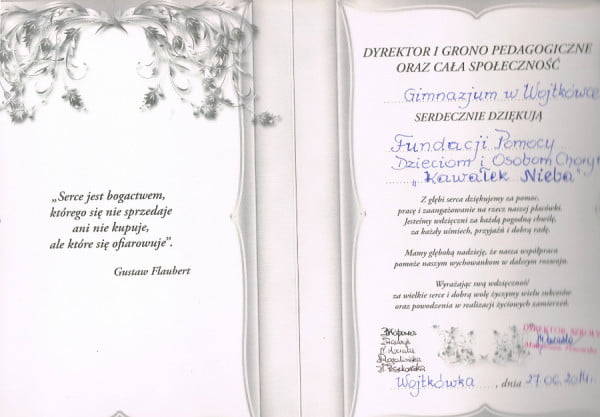 „Serce jest bogactwem,
którego się nie sprzedaje
ani nie kupuje,
ale które się ofiarowuje”.
Gustaw Flaubert
DYREKTOR I GRONO PEDAGOGICZNE
ORAZ CAŁA SPOŁECZNOŚĆ
Gimnazjum w Wojtkówce
SERDECZNIE DZIĘKUJĄ
Fundacji Pomocy
Dzieciom i Osobom Chorym
„Kawałek Nieba”
Z głębi serca dziękujemy za pomoc,
pracę i zaangażowanie na rzecz naszej placówki.
Jesteśmy wdzięczni za każdą pogodną chwilę,
za każdy uśmiech, przyjaźń i dobrą radę.
Mamy głęboką nadzieję, że nasza współpraca
pomoże naszym wychowankom w dalszym rozwoju.
Wyrażając swą wdzięczność
za wielkie serce i dobrą wolę życzymy wielu sukcesów
oraz powodzenia w realizacji życiowych zamierzeń.
DYREKTOR SZKOŁY
Wojtkówka, dnia 27.06.2014r.